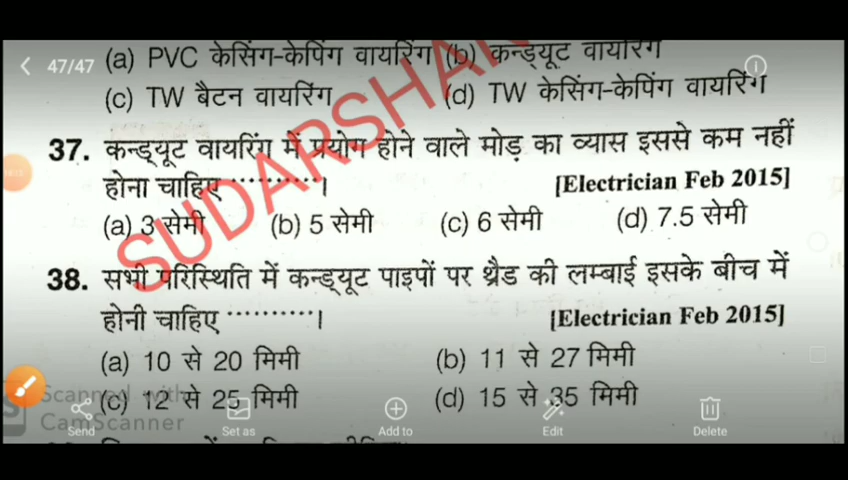 47/47
(a) PVC केसिंग-केपिंग वायरिंग (b) कन्ड्यूट वायरिंग
(c) TW बैटन वायरिंग (d) TW केसिंग-केपिंग वायरिंग
SUDARSHAN
37. कन्ड्यूट वायरिंग में प्रयोग होने वाले मोड़ का व्यास इससे कम नहीं
होना चाहिए ··········। [Electrician Feb 2015]
(a) 3 सेमी (b) 5 सेमी (c) 6 सेमी (d) 7.5 सेमी
38. सभी परिस्थिति में कन्ड्यूट पाइपों पर थ्रैड की लम्बाई इसके बीच में
होनी चाहिए ··········। [Electrician Feb 2015]
(a) 10 से 20 मिमी (b) 11 से 27 मिमी
(c) 12 से 25 मिमी (d) 15 से 35 मिमी
Scanned with
CamScanner
Send Set as Add to Edit Delete